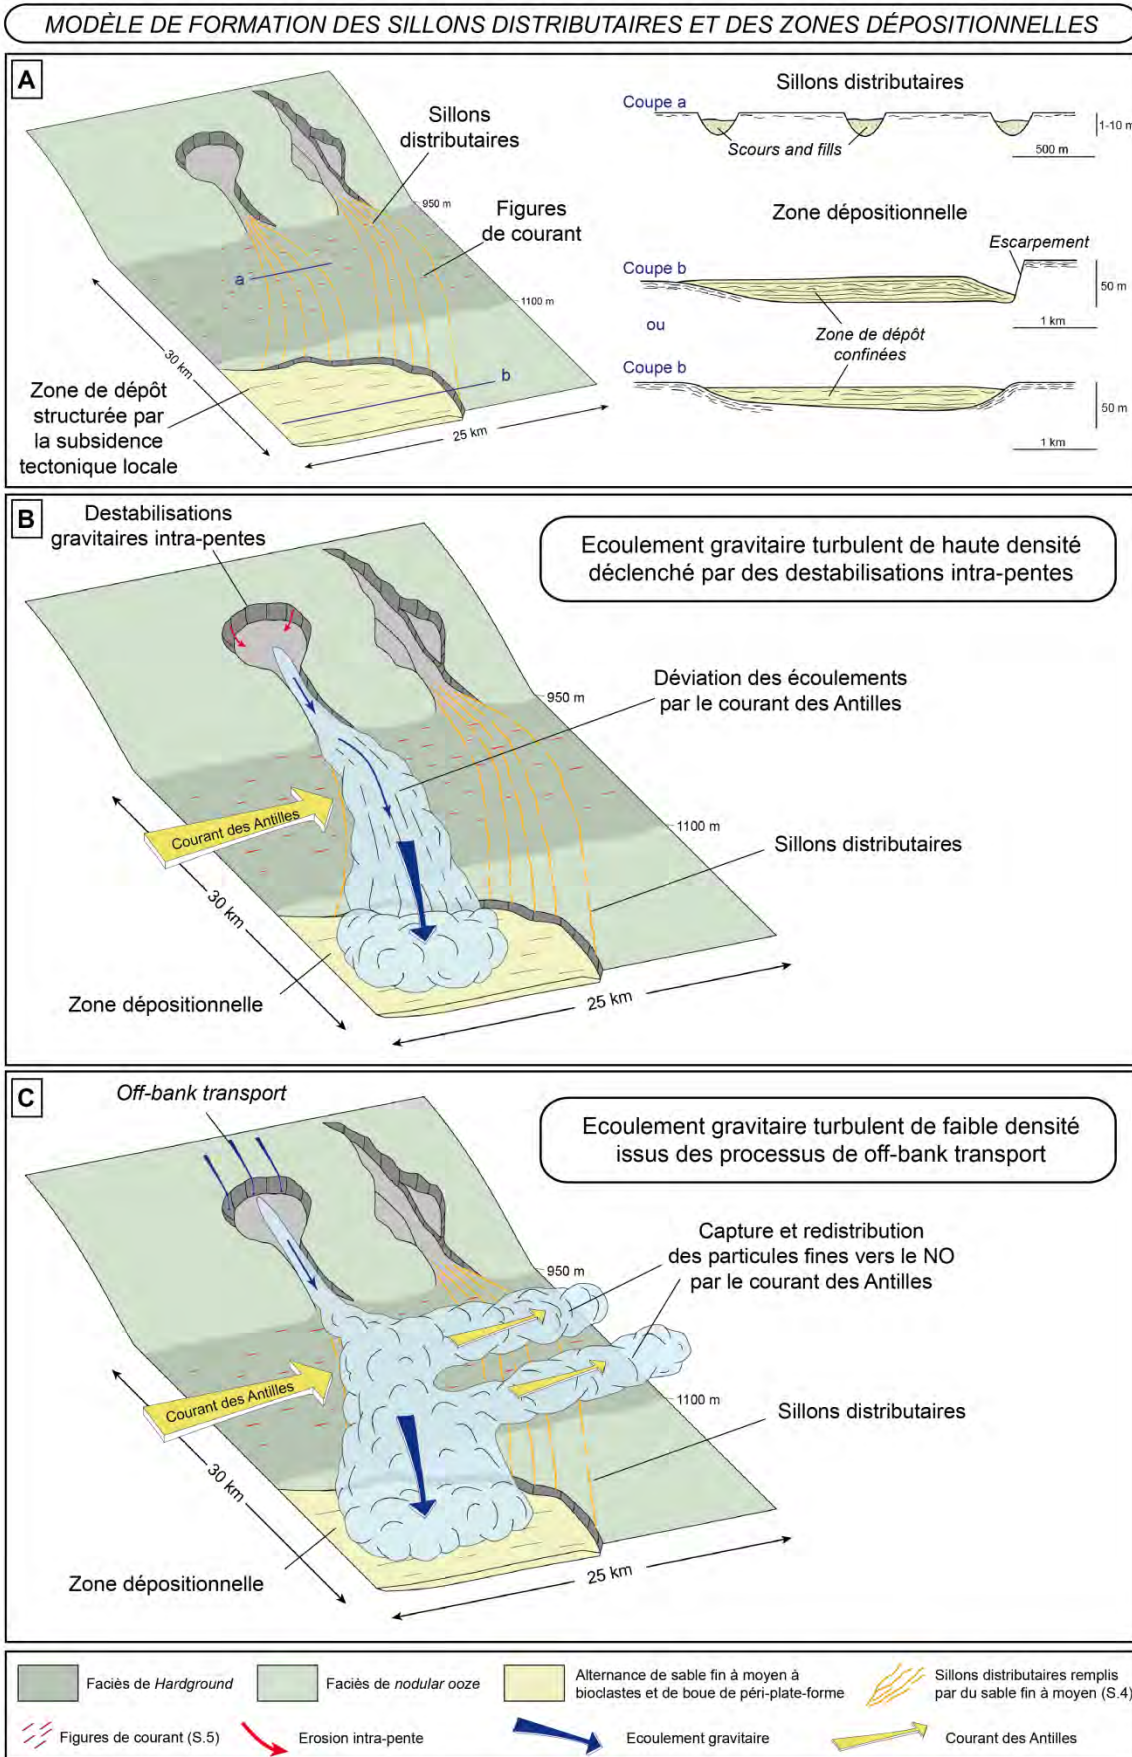 MODÈLE DE FORMATION DES SILLONS DISTRIBUTAIRES ET DES ZONES DÉPOSITIONNELLES
A
Sillons
distributaires
Figures
de courant
950 m
1100 m
a
b
30 km
25 km
Zone de dépôt
structurée par
la subsidence
tectonique locale
Sillons distributaires
Coupe a
Scours and fills
1-10 m
500 m
Zone dépositionnelle
Escarpement
Coupe b
50 m
1 km
ou
Zone de dépôt
confinées
Coupe b
50 m
1 km
B
Destabilisations
gravitaires intra-pentes
Ecoulement gravitaire turbulent de haute densité
déclenché par des destabilisations intra-pentes
Déviation des écoulements
par le courant des Antilles
950 m
Courant des Antilles
1100 m
Sillons distributaires
30 km
Zone dépositionnelle
25 km
C
Off-bank transport
Ecoulement gravitaire turbulent de faible densité
issus des processus de off-bank transport
Capture et redistribution
des particules fines vers le NO
par le courant des Antilles
950 m
Courant des Antilles
1100 m
Sillons distributaires
30 km
Zone dépositionnelle
25 km
Faciès de Hardground
Faciès de nodular ooze
Alternance de sable fin à moyen à
bioclastes et de boue de péri-plate-forme
Sillons distributaires remplis
par du sable fin à moyen (S.4)
Figures de courant (S.5)
Erosion intra-pente
Ecoulement gravitaire
Courant des Antilles